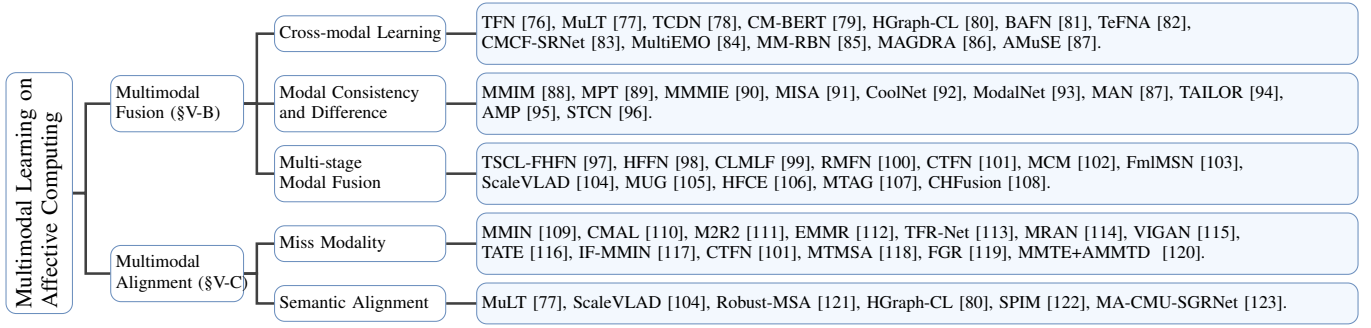 Multimodal Learning on
Affective Computing
Multimodal
Fusion (§V-B)
Cross-modal Learning
TFN [76], MuLT [77], TCDN [78], CM-BERT [79], HGraph-CL [80], BAFN [81], TeFNA [82],
CMCF-SRNet [83], MultiEMO [84], MM-RBN [85], MAGDRA [86], AMuSE [87].
Modal Consistency
and Difference
MMIM [88], MPT [89], MMMIE [90], MISA [91], CoolNet [92], ModalNet [93], MAN [87], TAILOR [94],
AMP [95], STCN [96].
Multi-stage
Modal Fusion
TSCL-FHFN [97], HFFN [98], CLMLF [99], RMFN [100], CTFN [101], MCM [102], FmlMSN [103],
ScaleVLAD [104], MUG [105], HFCE [106], MTAG [107], CHFusion [108].
Multimodal
Alignment (§V-C)
Miss Modality
MMIN [109], CMAL [110], M2R2 [111], EMMR [112], TFR-Net [113], MRAN [114], VIGAN [115],
TATE [116], IF-MMIN [117], CTFN [101], MTMSA [118], FGR [119], MMTE+AMMTD [120].
Semantic Alignment
MuLT [77], ScaleVLAD [104], Robust-MSA [121], HGraph-CL [80], SPIM [122], MA-CMU-SGRNet [123].